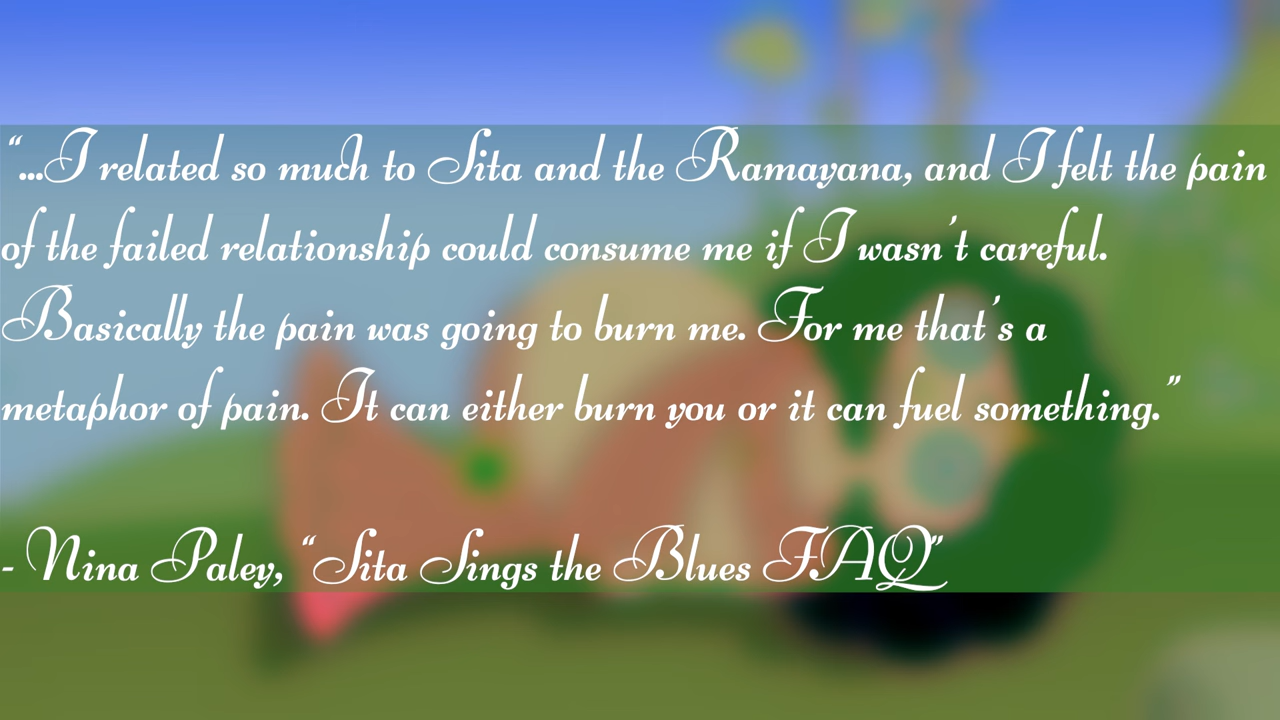 “...I related so much to Sita and the Ramayana, and I felt the pain
of the failed relationship could consume me if I wasn’t careful.
Basically the pain was going to burn me. For me that’s a
metaphor of pain. It can either burn you or it can fuel something.”
- Nina Paley, “Sita Sings the Blues FAQ”